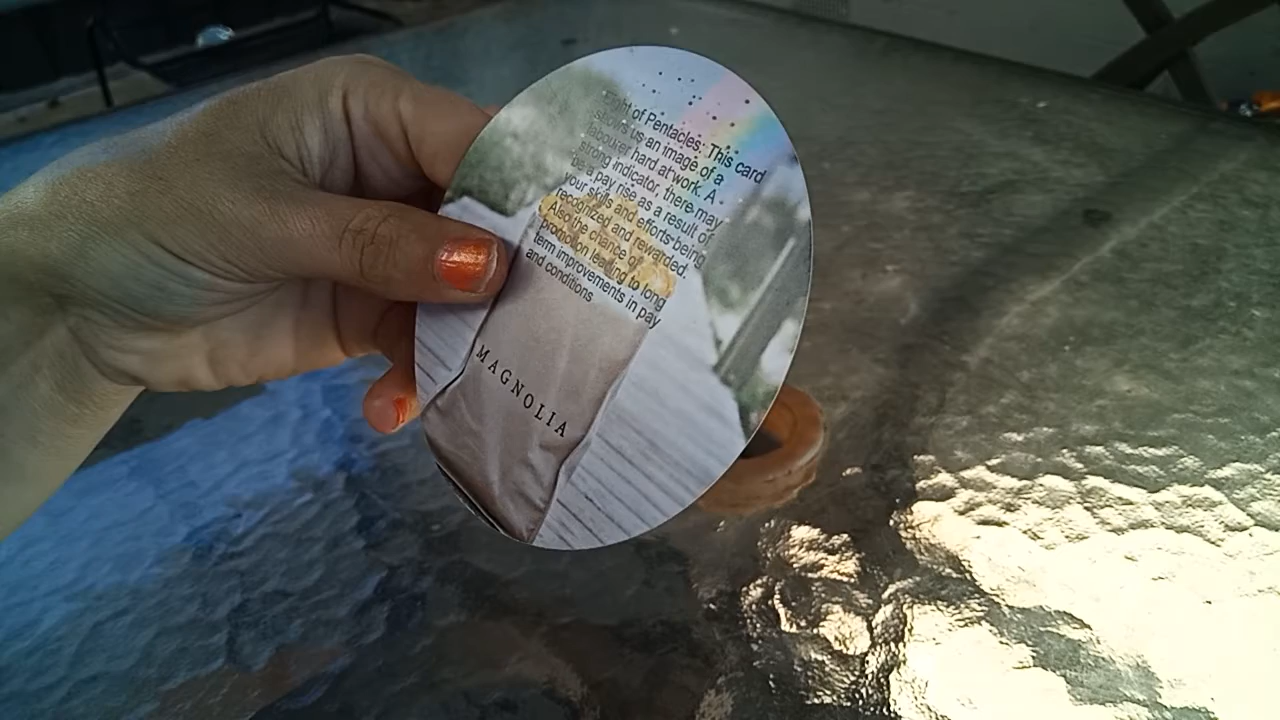 Eight of Pentacles: This card
shows us an image of a
labourer hard at work. A
strong indicator, there may
be a pay rise as a result of
your skills and efforts being
recognized and rewarded.
Also the chance of
promotion leading to long
term improvements in pay
and conditions
MAGNOLIA